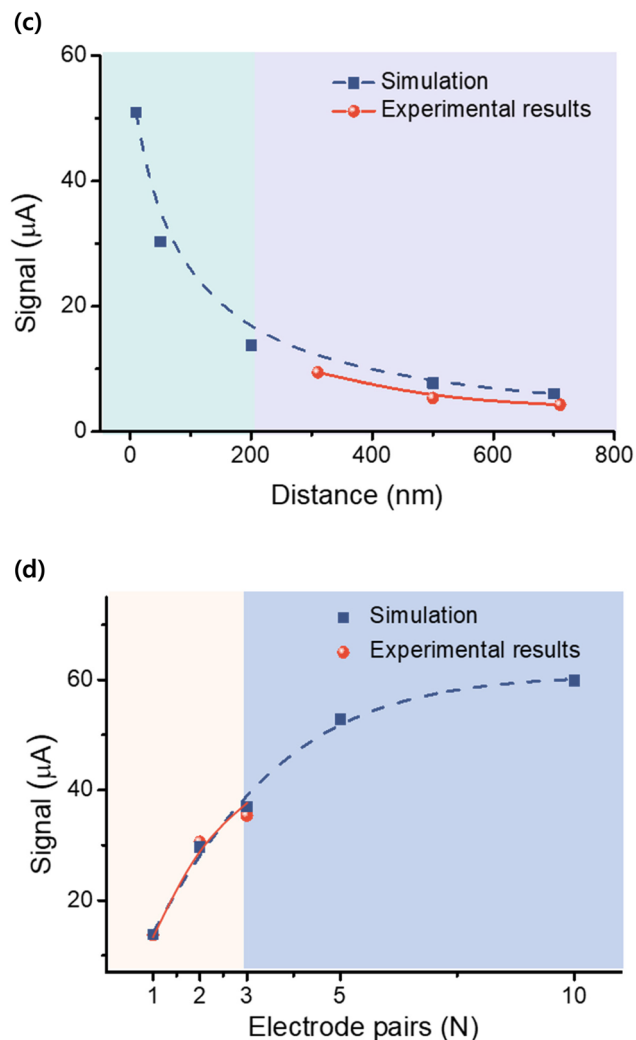 (c)
60
40
20
0
Signal (μA)
Simulation
Experimental results
0
200
400
600
800
Distance (nm)
(d)
60
40
20
Signal (μA)
Simulation
Experimental results
1
2
3
5
10
Electrode pairs (N)